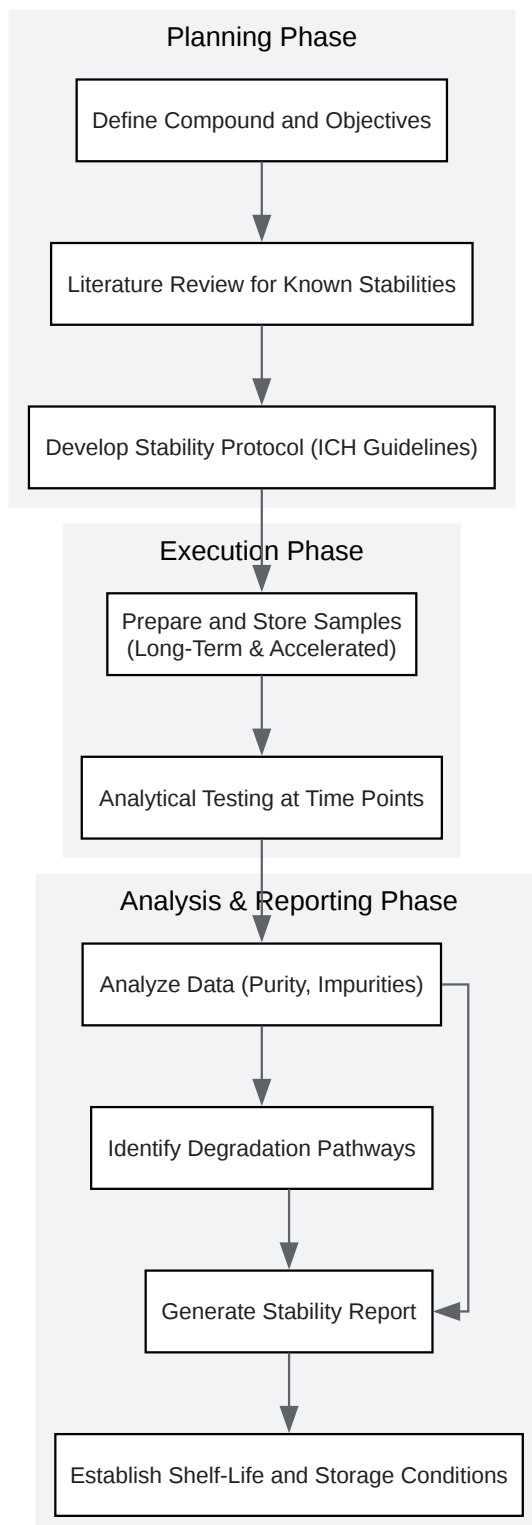 Planning Phase
Define Compound and Objectives
Literature Review for Known Stabilities
Develop Stability Protocol (ICH Guidelines)
Execution Phase
Prepare and Store Samples
(Long-Term & Accelerated)
Analytical Testing at Time Points
Analysis & Reporting Phase
Analyze Data (Purity, Impurities)
Identify Degradation Pathways
Generate Stability Report
Establish Shelf-Life and Storage Conditions